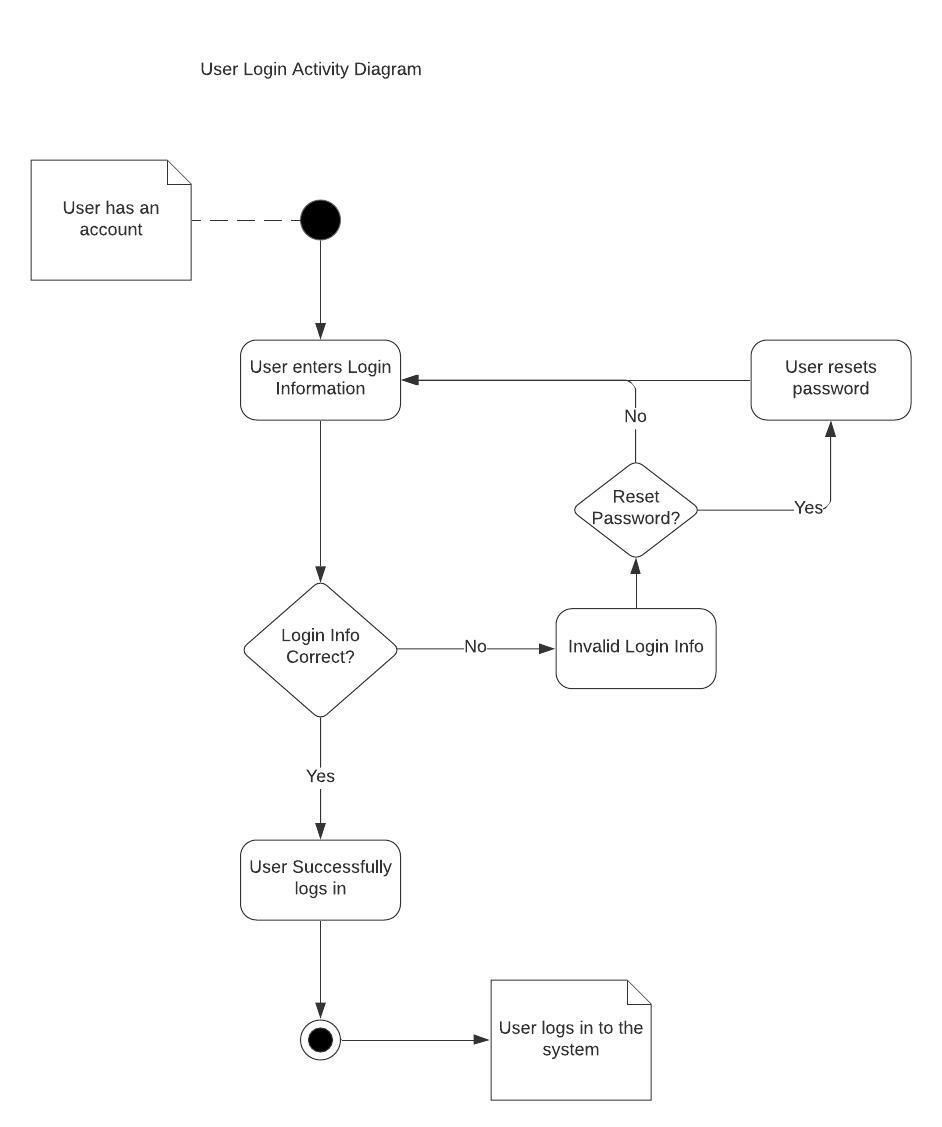 User Login Activity Diagram
User has an
account
User enters Login
Information
User resets
password
No
Reset
Password?
Yes
Login Info
Correct?
No
Invalid Login Info
Yes
User Successfully
logs in
User logs in to the
system